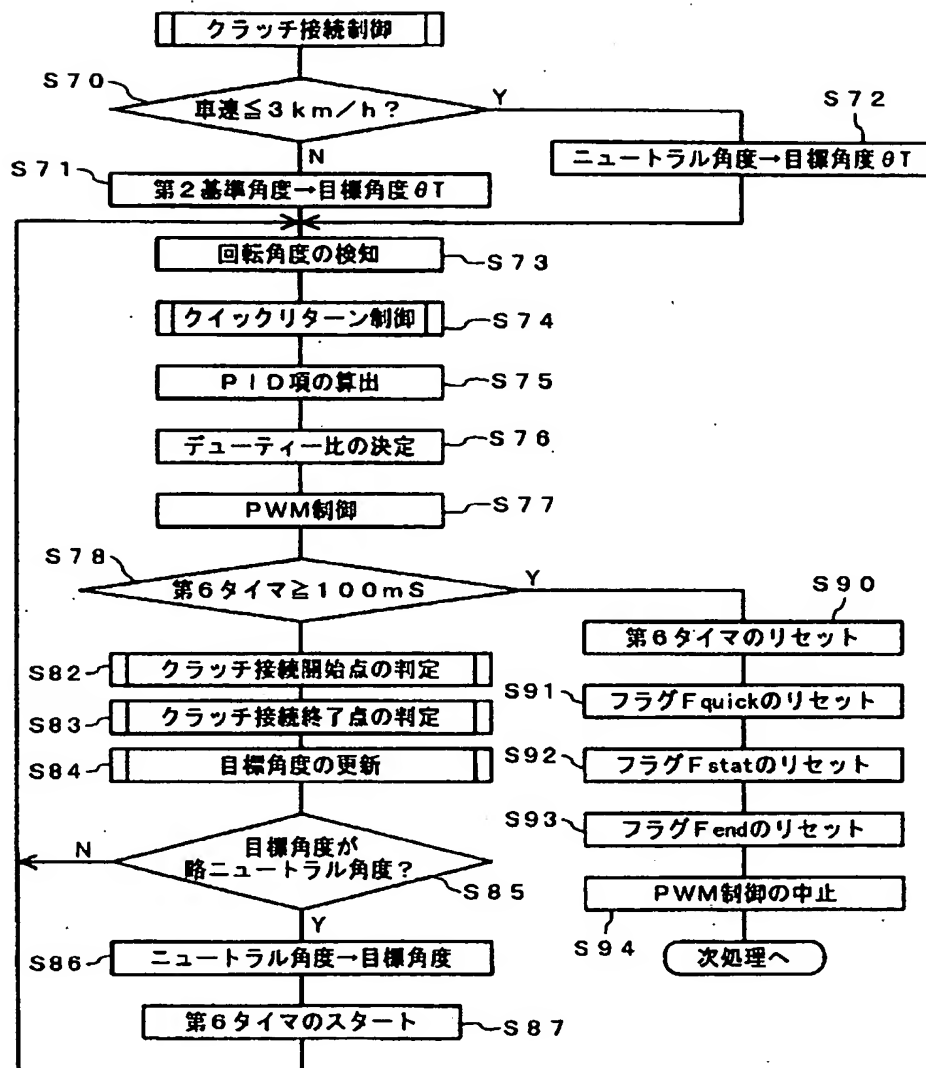 クラッチ接続制御
S70
車速≦3km/h?
Y
S72
N
ニュートラル角度→目標角度θT
S71
第2基準角度→目標角度θT
回転角度の検知
S73
クイックリターン制御
S74
PID項の算出
S75
デューティー比の決定
S76
PWM制御
S77
S78
第6タイマ≧100mS
Y
S90
第6タイマのリセット
S82
クラッチ接続開始点の判定
S91
フラグFquickのリセット
S83
クラッチ接続終了点の判定
S84
目標角度の更新
S92
フラグFstatのリセット
S93
フラグFendのリセット
N
目標角度が
略ニュートラル角度?
S85
PWM制御の中止
S94
Y
次処理へ
S86
ニュートラル角度→目標角度
第6タイマのスタート
S87